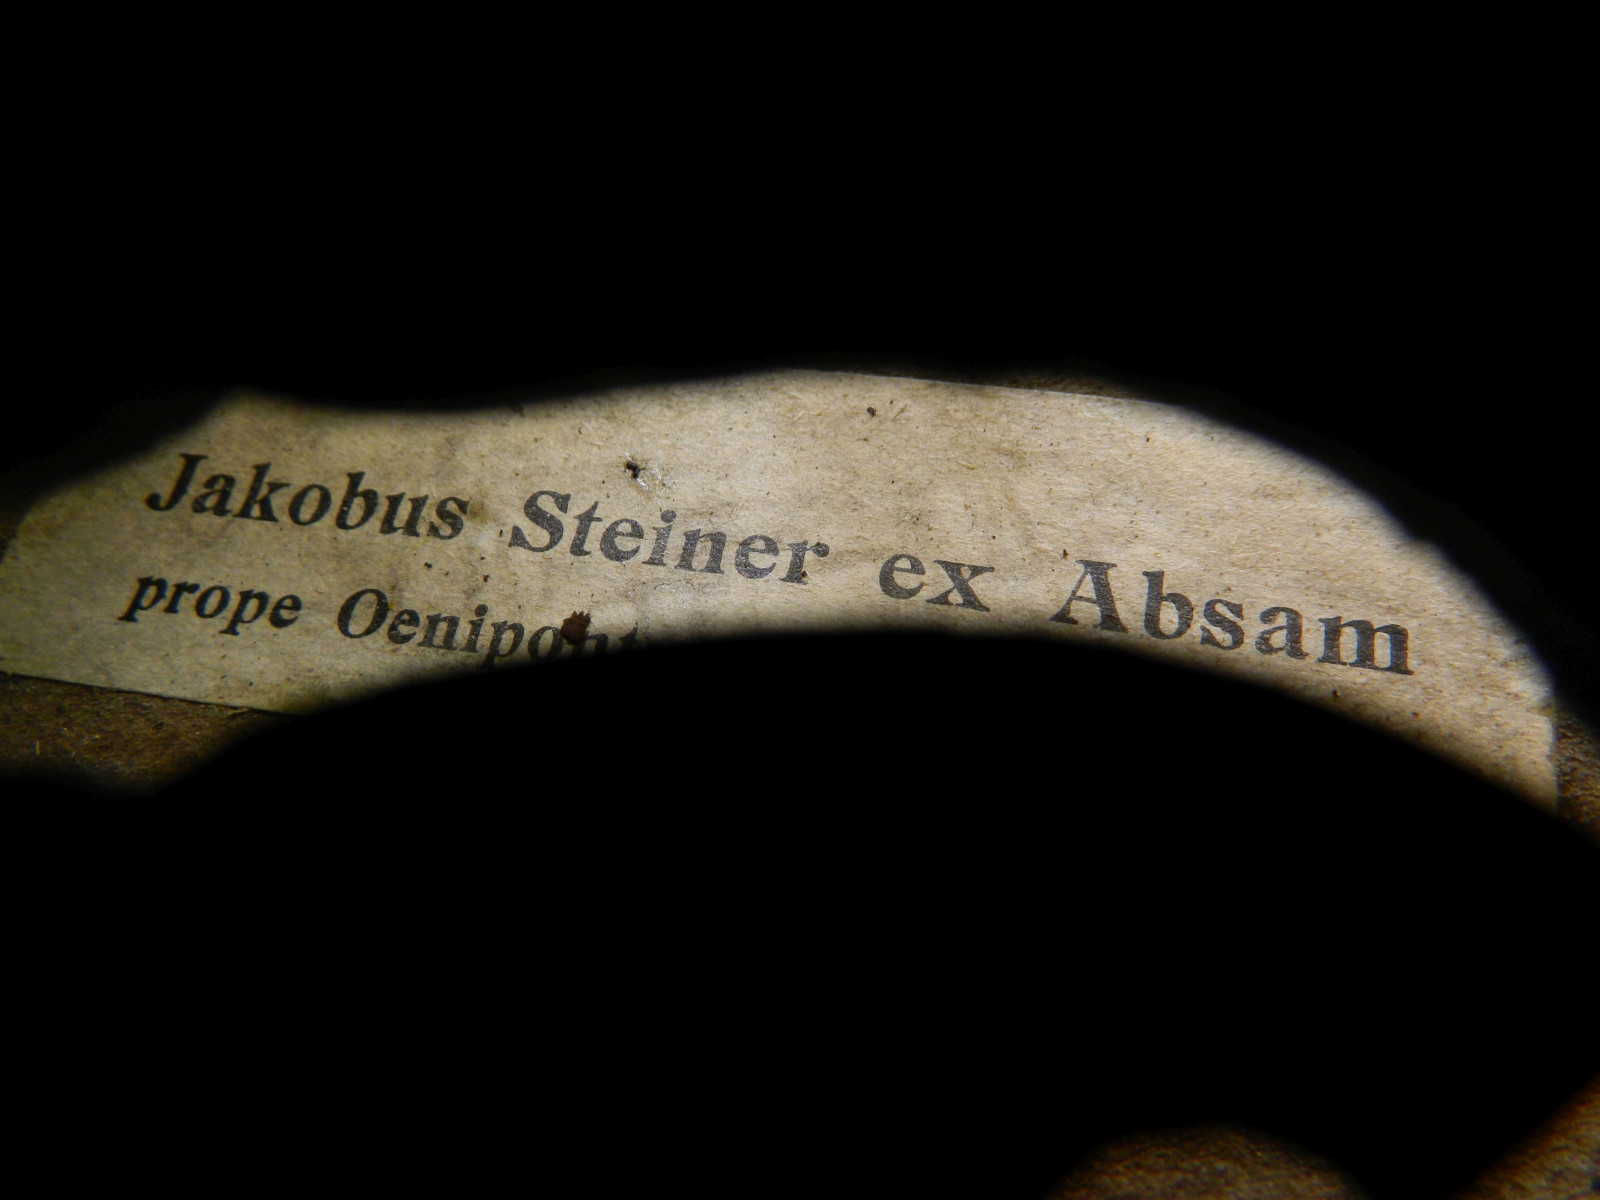 Jakobus Steiner ex Absam
prope Oenipont